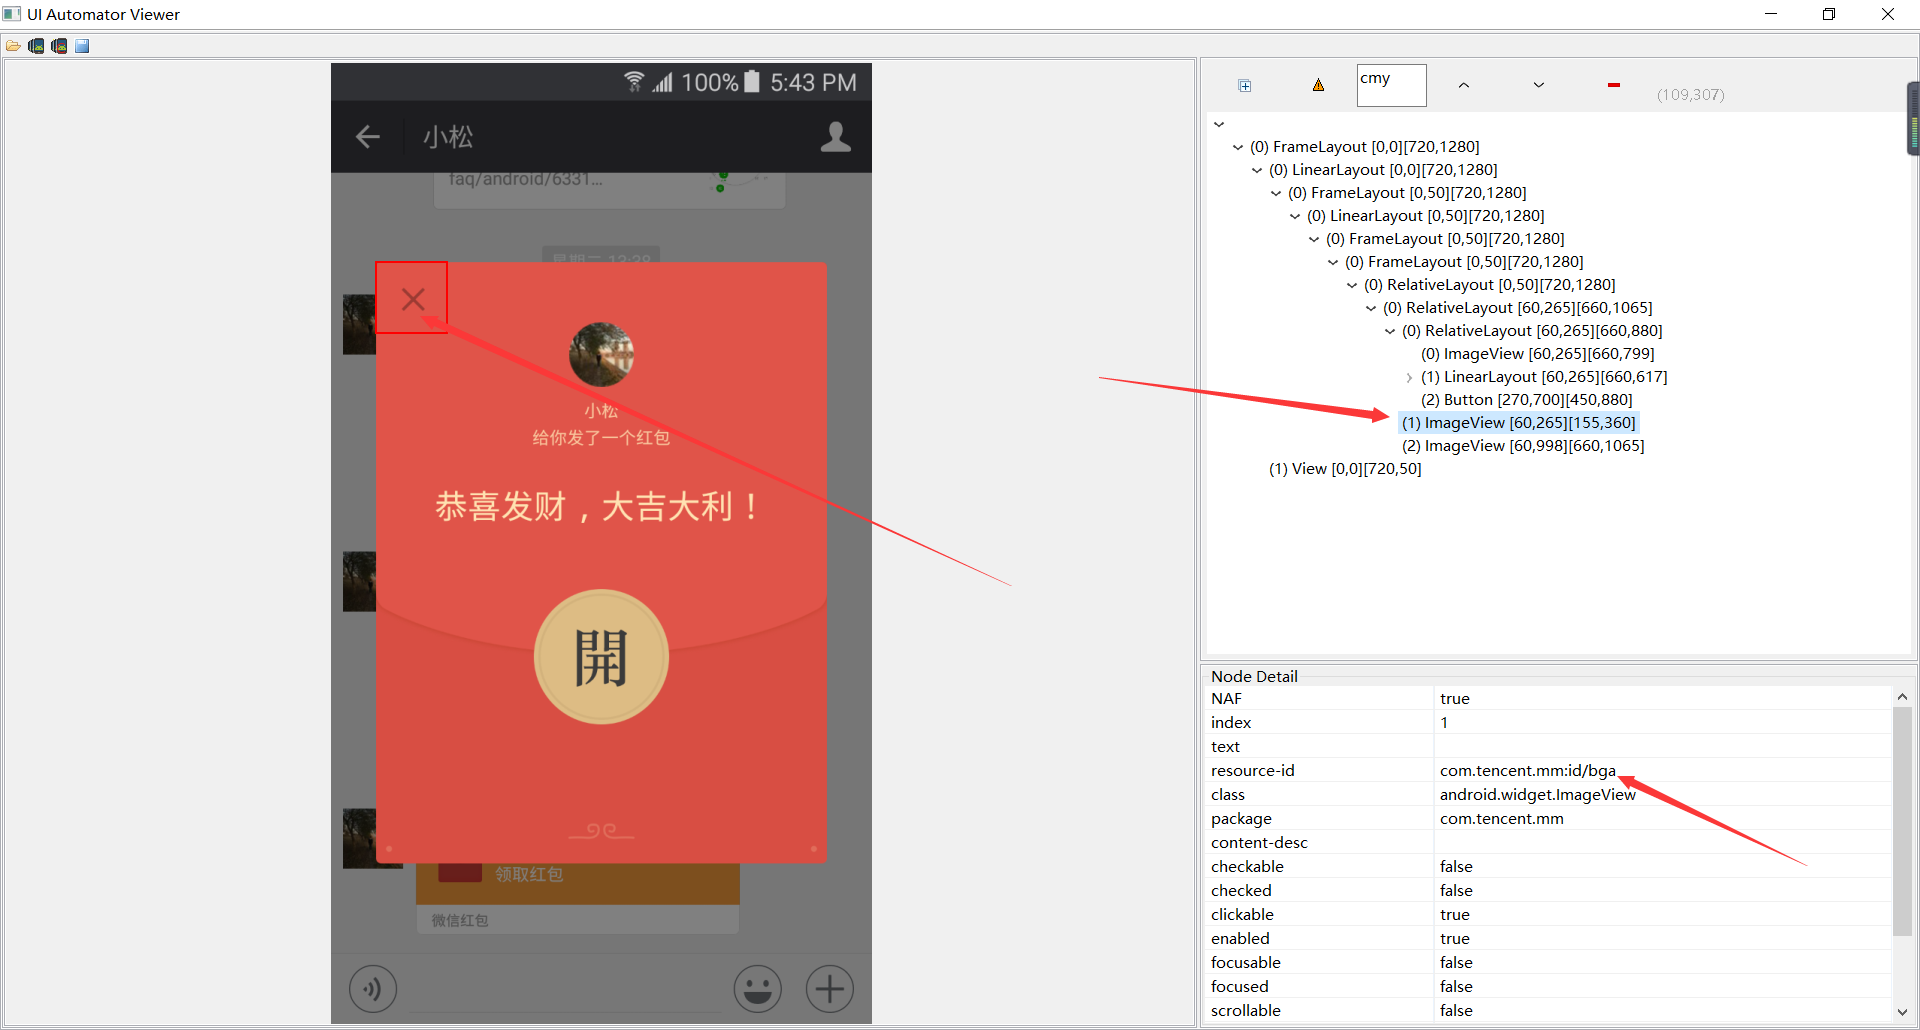 UI Automator Viewer
100% 5:43 PM
小松
faq/android/6331...
星期二 13:28
小松
给你发了一个红包
恭喜发财，大吉大利！
開
领取红包
微信红包
cmy
(109,307)
(0) FrameLayout [0,0][720,1280]
(0) LinearLayout [0,0][720,1280]
(0) FrameLayout [0,50][720,1280]
(0) LinearLayout [0,50][720,1280]
(0) FrameLayout [0,50][720,1280]
(0) FrameLayout [0,50][720,1280]
(0) RelativeLayout [0,50][720,1280]
(0) RelativeLayout [60,265][660,1065]
(0) RelativeLayout [60,265][660,880]
(0) ImageView [60,265][660,799]
(1) LinearLayout [60,265][660,617]
(2) Button [270,700][450,880]
(1) ImageView [60,265][155,360]
(2) ImageView [60,998][660,1065]
(1) View [0,0][720,50]
Node Detail
NAF true
index 1
text
resource-id com.tencent.mm:id/bga
class android.widget.ImageView
package com.tencent.mm
content-desc
checkable false
checked false
clickable true
enabled true
focusable false
focused false
scrollable false